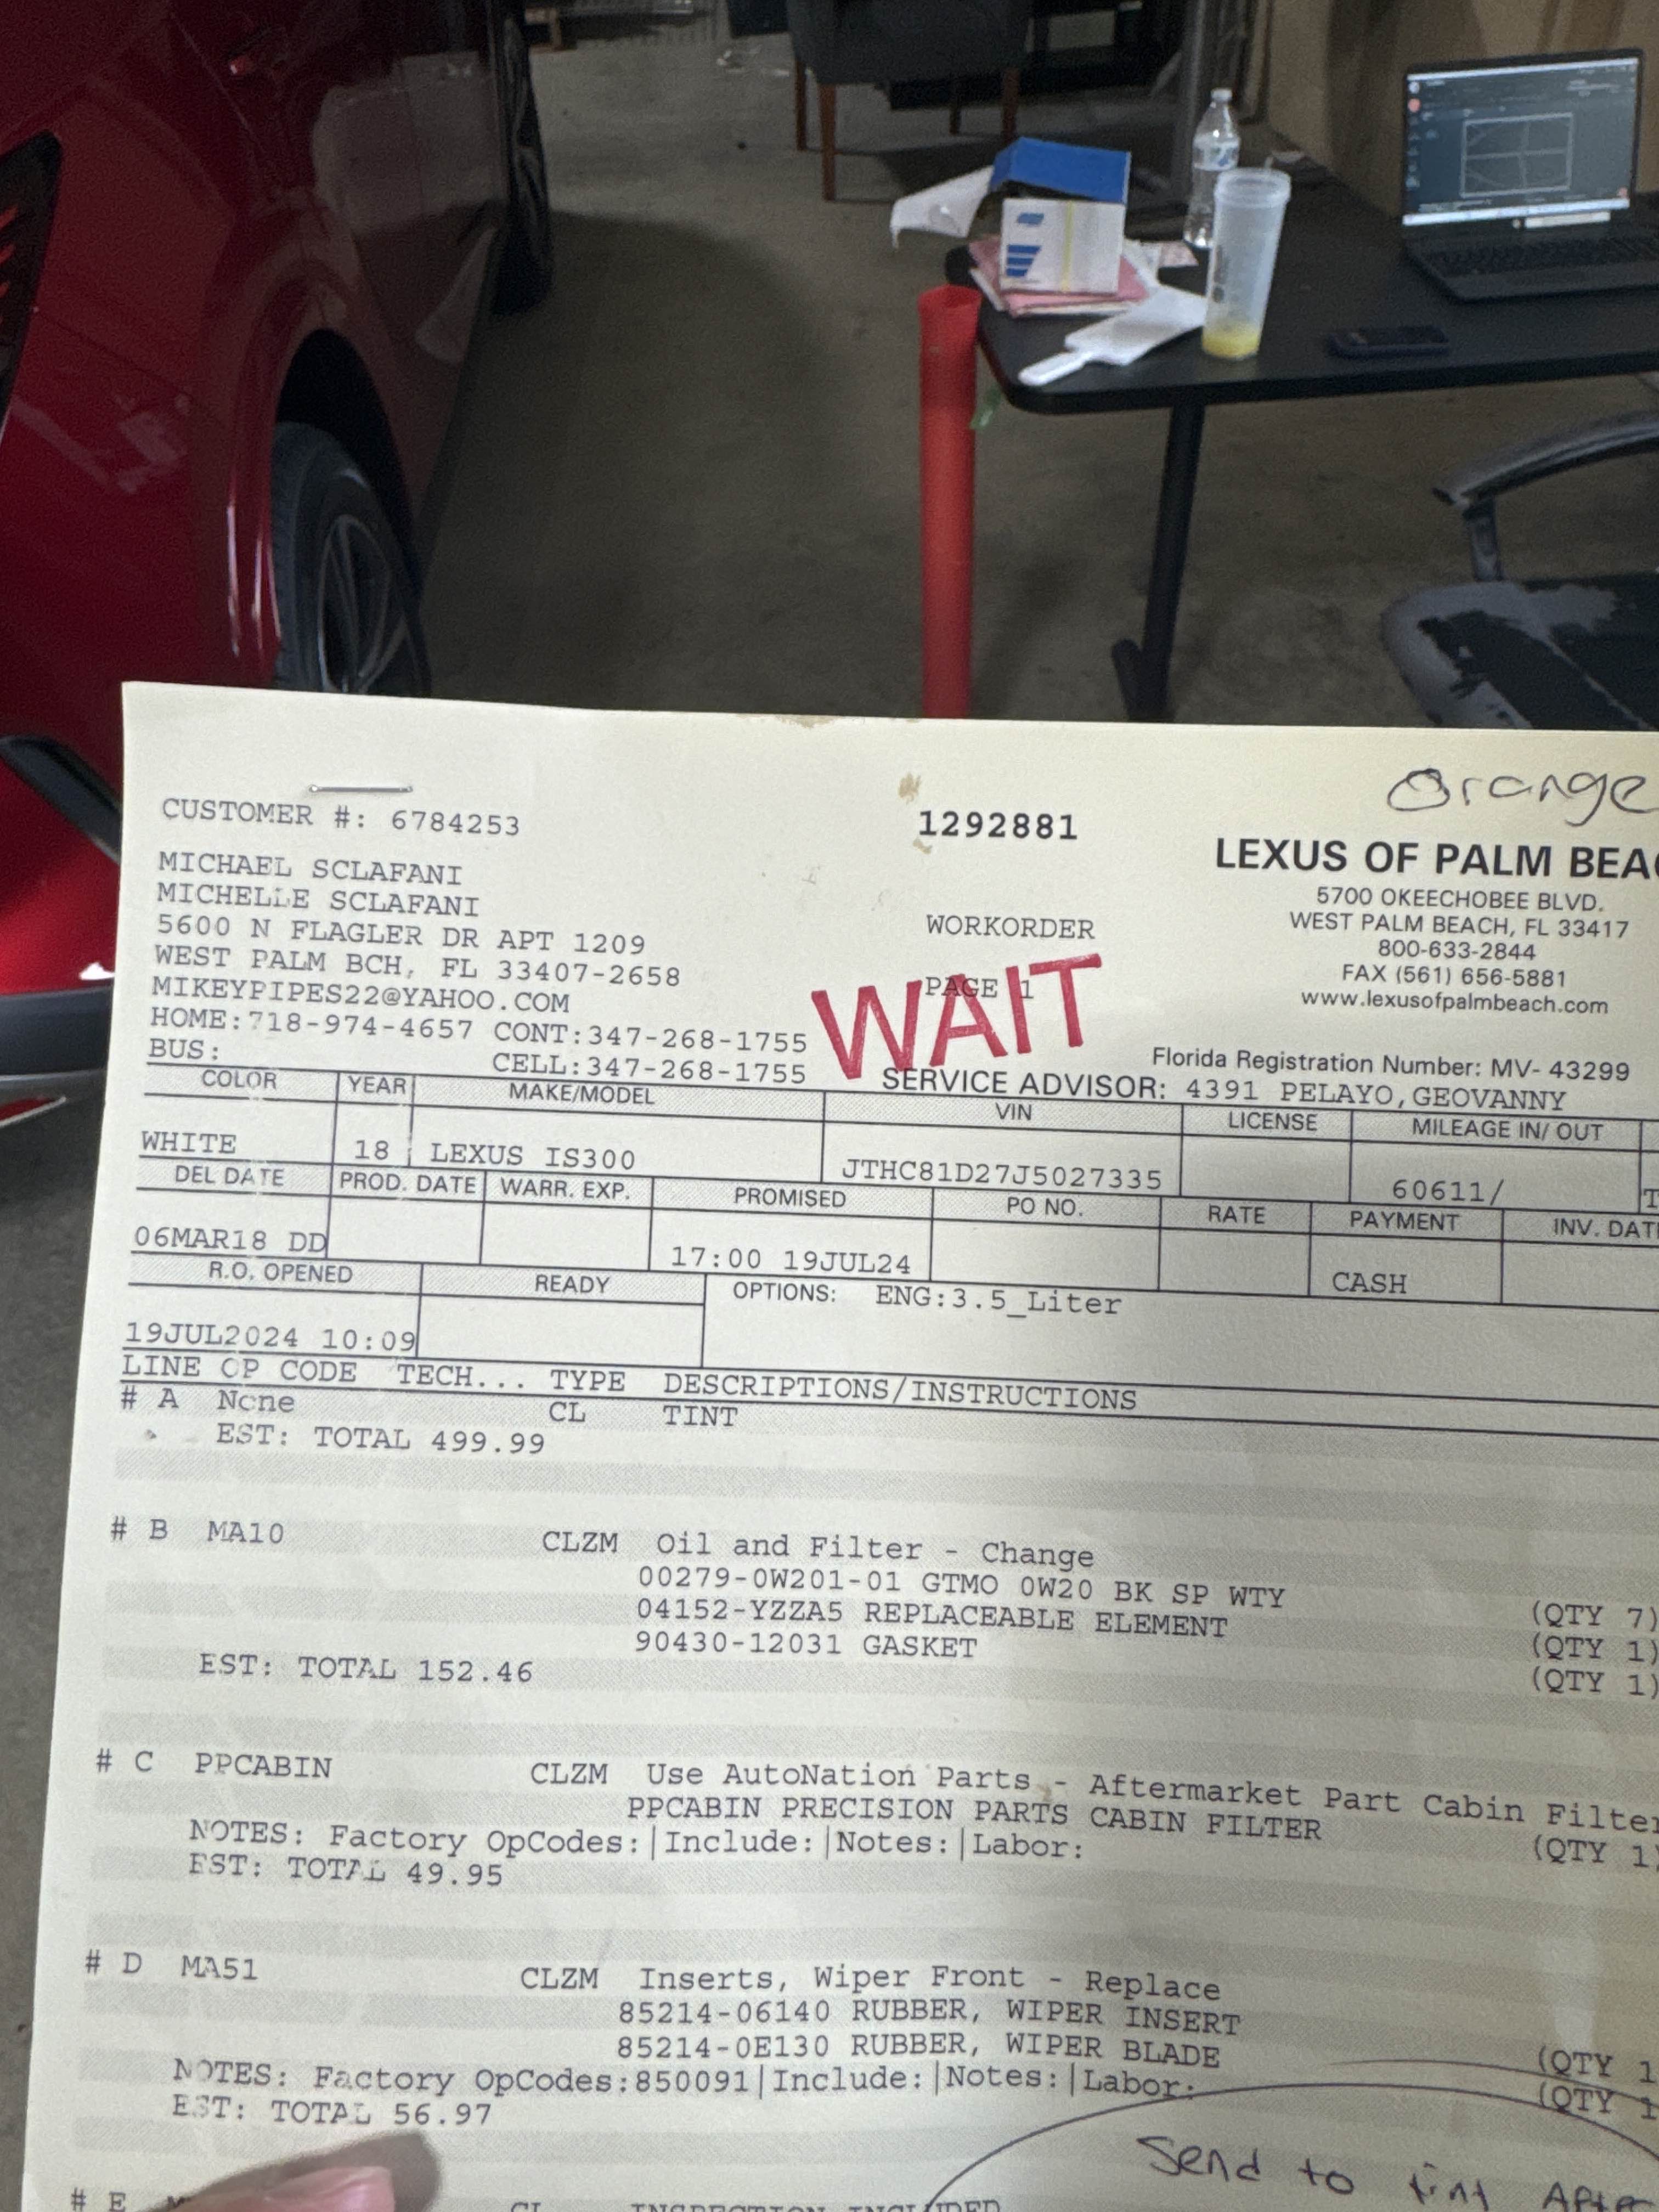 Orange
CUSTOMER #: 6784253
1292881
LEXUS OF PALM BEAC
MICHAEL SCLAFANI
MICHELLE SCLAFANI
5600 N FLAGLER DR APT 1209
WEST PALM BCH, FL 33407-2658
MIKEYPIPES22@YAHOO.COM
HOME:718-974-4657 CONT:347-268-1755
BUS: CELL:347-268-1755
WORKORDER
PAGE 1
WAIT
5700 OKEECHOBEE BLVD.
WEST PALM BEACH, FL 33417
800-633-2844
FAX (561) 656-5881
www.lexusofpalmbeach.com
Florida Registration Number: MV- 43299
SERVICE ADVISOR: 4391 PELAYO,GEOVANNY
COLOR YEAR MAKE/MODEL VIN LICENSE MILEAGE IN/ OUT
WHITE 18 LEXUS IS300 JTHC81D27J5027335 60611/ T
DEL DATE PROD. DATE WARR. EXP. PROMISED PO NO. RATE PAYMENT INV. DATE
06MAR18 DD 17:00 19JUL24 CASH
R.O. OPENED READY OPTIONS: ENG:3.5_Liter
19JUL2024 10:09
LINE OP CODE TECH... TYPE DESCRIPTIONS/INSTRUCTIONS
# A None CL TINT
EST: TOTAL 499.99
# B MA10 CLZM Oil and Filter - Change
00279-0W201-01 GTMO 0W20 BK SP WTY (QTY 7)
04152-YZZA5 REPLACEABLE ELEMENT (QTY 1)
90430-12031 GASKET (QTY 1)
EST: TOTAL 152.46
# C PPCABIN CLZM Use AutoNation Parts - Aftermarket Part Cabin Filter
PPCABIN PRECISION PARTS CABIN FILTER (QTY 1)
NOTES: Factory OpCodes:|Include:|Notes:|Labor:
EST: TOTAL 49.95
# D MA51 CLZM Inserts, Wiper Front - Replace
85214-06140 RUBBER, WIPER INSERT (QTY 1
85214-0E130 RUBBER, WIPER BLADE (QTY 1
NOTES: Factory OpCodes:850091|Include:|Notes:|Labor:
EST: TOTAL 56.97
Send to tint AFter
# E CL INSPECTION INCLUDED